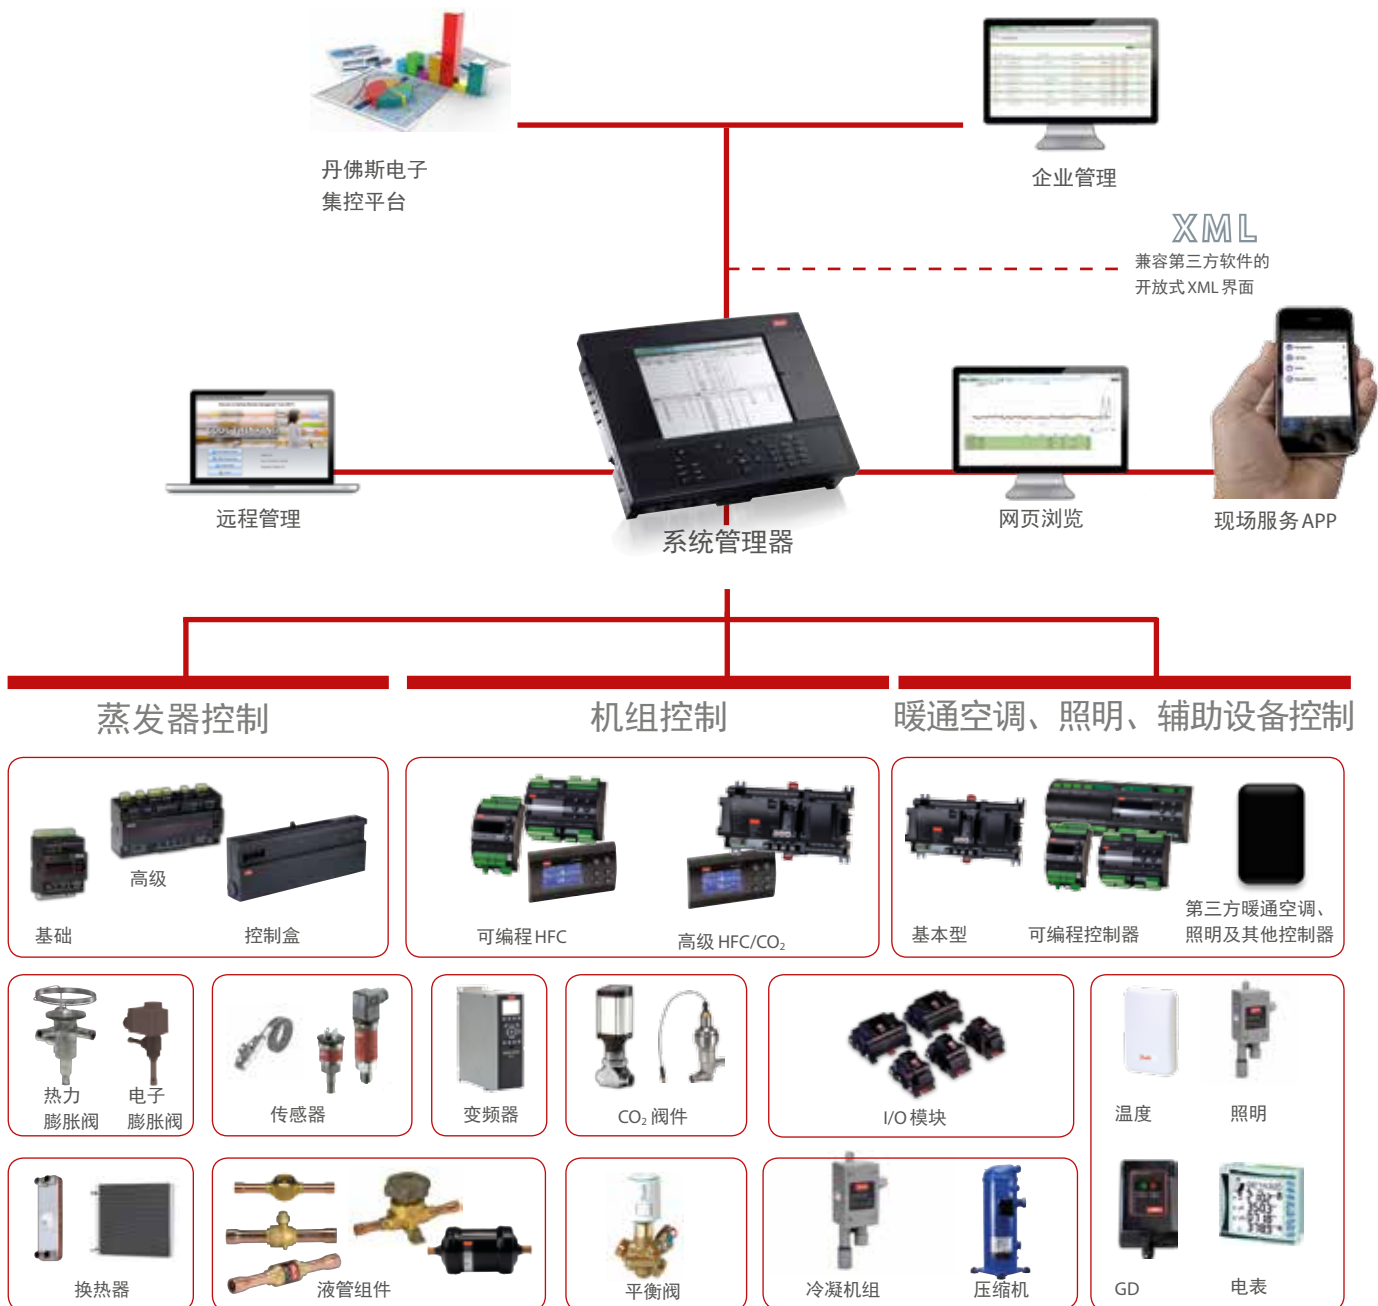 丹佛斯电子
集控平台
企业管理
XML
兼容第三方软件的
开放式 XML 界面
远程管理
系统管理器
网页浏览
现场服务 APP
蒸发器控制
机组控制
暖通空调、照明、辅助设备控制
基础
高级
控制盒
可编程 HFC
高级 HFC/CO₂
基本型
可编程控制器
第三方暖通空调、
照明及其他控制器
热力
膨胀阀
电子
膨胀阀
传感器
变频器
CO₂ 阀件
I/O 模块
温度
照明
换热器
液管组件
平衡阀
冷凝机组
压缩机
GD
电表